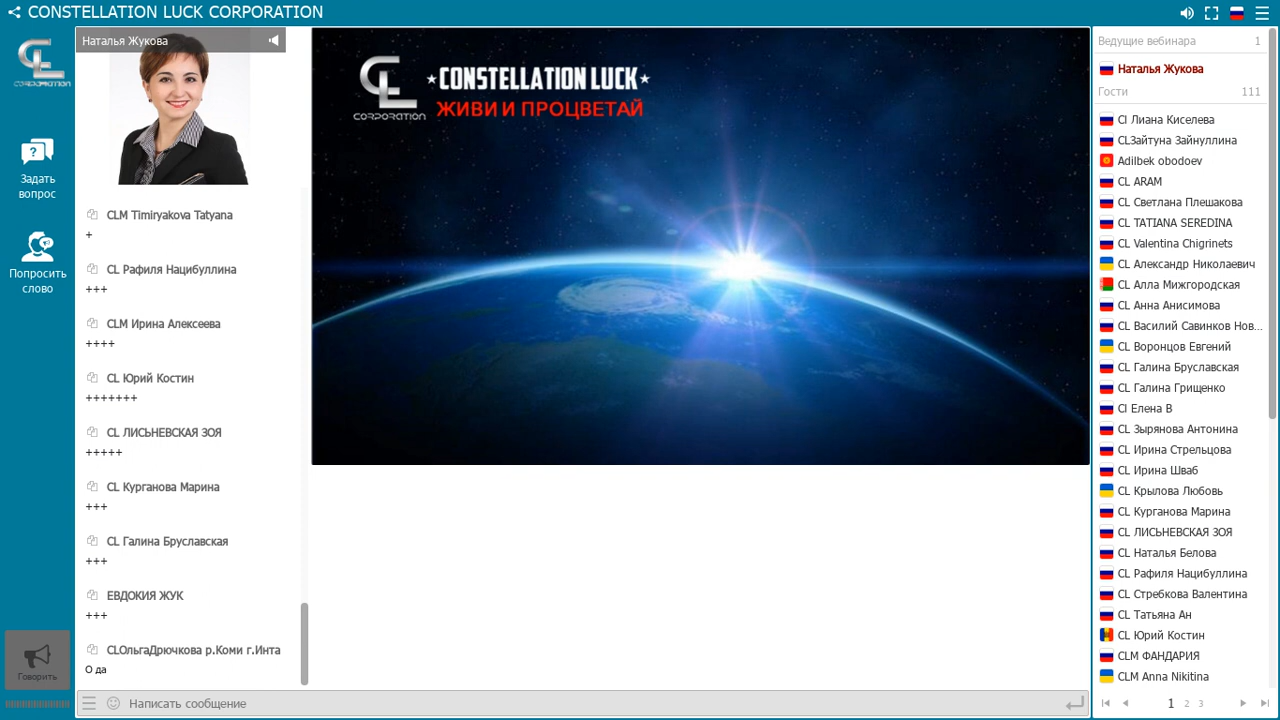 CONSTELLATION LUCK CORPORATION
CL
CORPORATION
?
Задать
вопрос
Попросить
слово
Говорить
Наталья Жукова
CLM Timiryakova Tatyana
+
CL Рафиля Нацибуллина
+++
CLM Ирина Алексеева
++++
CL Юрий Костин
+++++++
CL ЛИСЬНЕВСКАЯ ЗОЯ
+++++
CL Курганова Марина
+++
CL Галина Бруславская
+++
ЕВДОКИЯ ЖУК
+++
CLОльгаДрючкова р.Коми г.Инта
О да
Написать сообщение
CL
CORPORATION
CONSTELLATION LUCK
ЖИВИ И ПРОЦВЕТАЙ
Ведущие вебинара 1
Наталья Жукова
Гости 111
Cl Лиана Киселева
CLЗайтуна Зайнуллина
Adilbek obodoev
CL ARAM
CL Светлана Плешакова
CL TATIANA SEREDINA
CL Valentina Chigrinets
CL Александр Николаевич
CL Алла Мижгородская
CL Анна Анисимова
CL Василий Савинков Нов...
CL Воронцов Евгений
CL Галина Бруславская
CL Галина Грищенко
Cl Елена В
CL Зырянова Антонина
CL Ирина Стрельцова
CL Ирина Шваб
CL Крылова Любовь
CL Курганова Марина
CL ЛИСЬНЕВСКАЯ ЗОЯ
CL Наталья Белова
CL Рафиля Нацибуллина
CL Стребкова Валентина
CL Татьяна Ан
CL Юрий Костин
CLM ФАНДАРИЯ
CLM Anna Nikitina
1 2 3